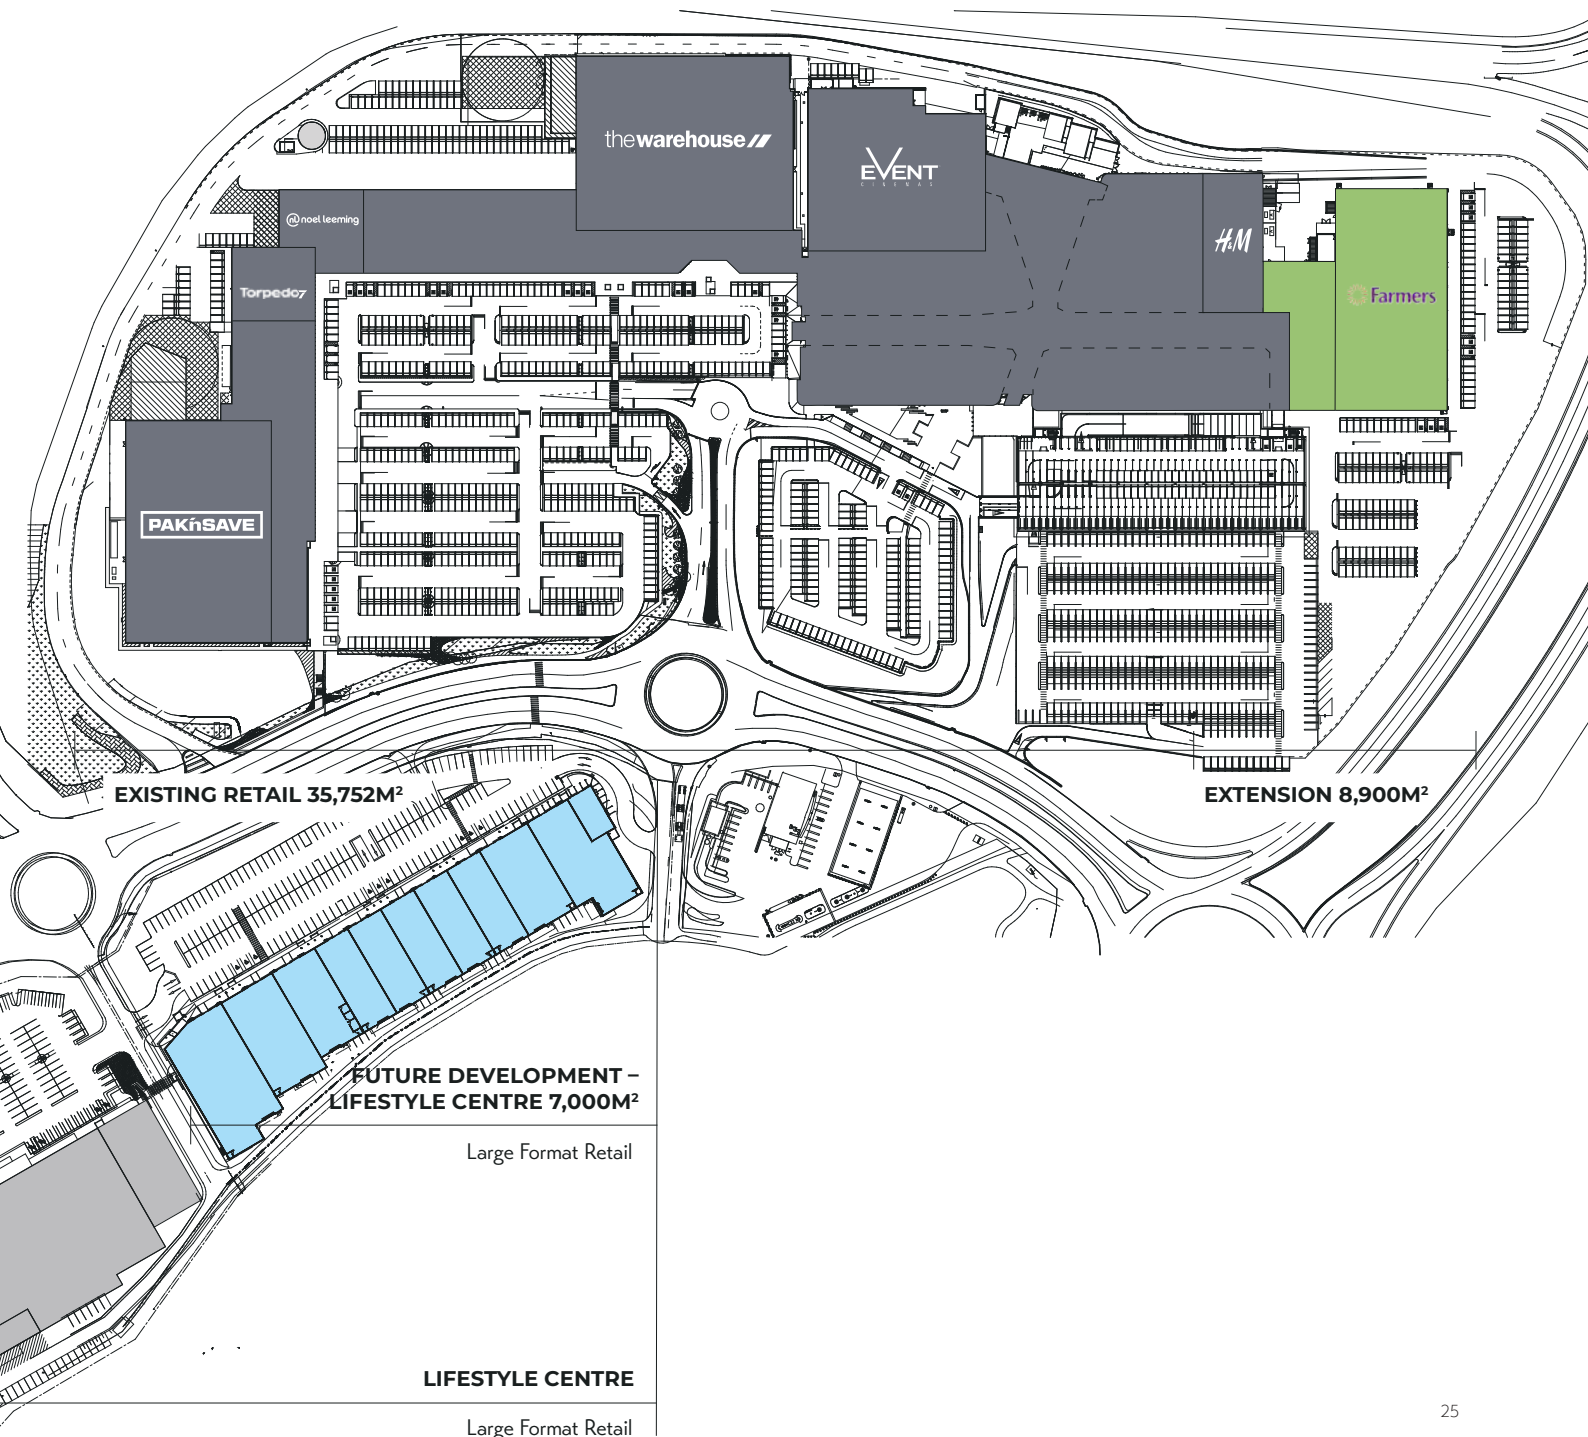 thewarehouse
EVENT
CINEMAS
noel leeming
H&M
Torpedo7
Farmers
PAK'nSAVE
EXISTING RETAIL 35,752M²
EXTENSION 8,900M²
FUTURE DEVELOPMENT –
LIFESTYLE CENTRE 7,000M²
Large Format Retail
LIFESTYLE CENTRE
Large Format Retail
25